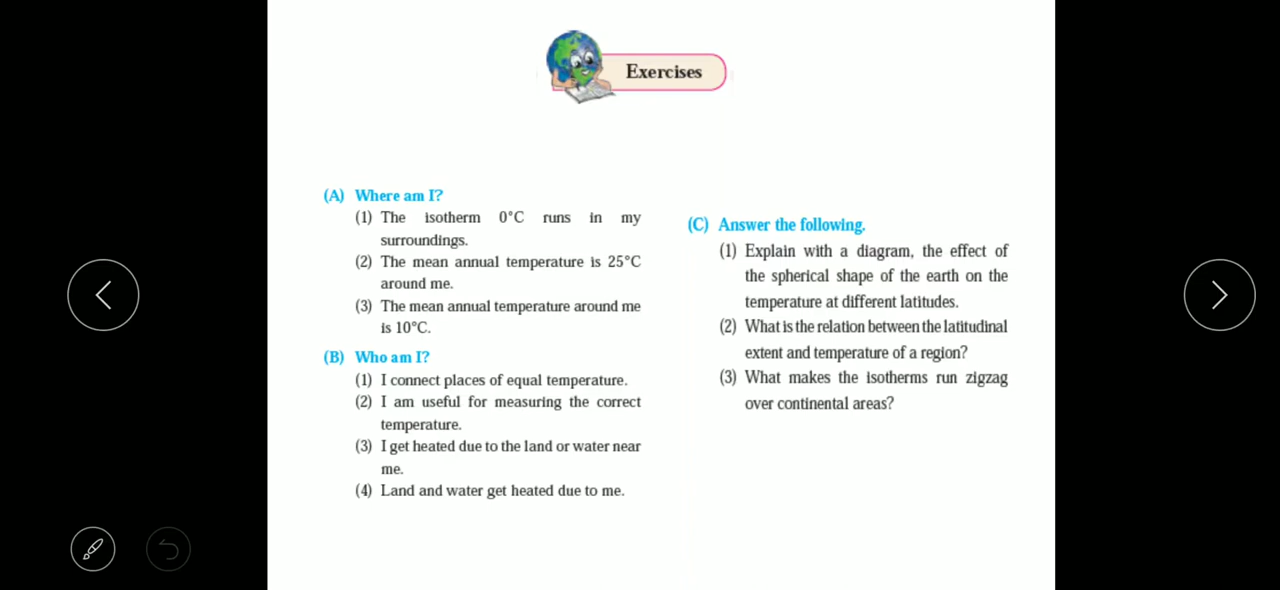 Exercises
(A) Where am I?
(1) The isotherm 0°C runs in my
surroundings.
(2) The mean annual temperature is 25°C
around me.
(3) The mean annual temperature around me
is 10°C.
(B) Who am I?
(1) I connect places of equal temperature.
(2) I am useful for measuring the correct
temperature.
(3) I get heated due to the land or water near
me.
(4) Land and water get heated due to me.
(C) Answer the following.
(1) Explain with a diagram, the effect of
the spherical shape of the earth on the
temperature at different latitudes.
(2) What is the relation between the latitudinal
extent and temperature of a region?
(3) What makes the isotherms run zigzag
over continental areas?